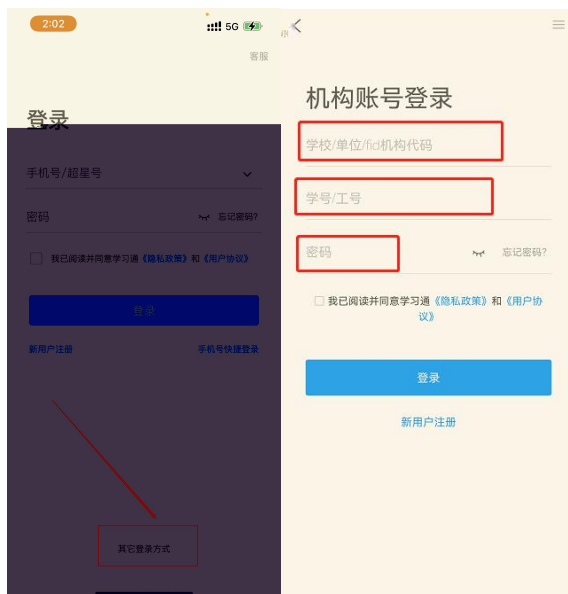 2:02
5G
客服
登录
手机号/超星号
密码
忘记密码?
我已阅读并同意学习通《隐私政策》和《用户协议》
登录
新用户注册
手机号快捷登录
其它登录方式
机构账号登录
学校/单位/fid机构代码
学号/工号
密码
忘记密码?
我已阅读并同意学习通《隐私政策》和《用户协
议》
登录
新用户注册